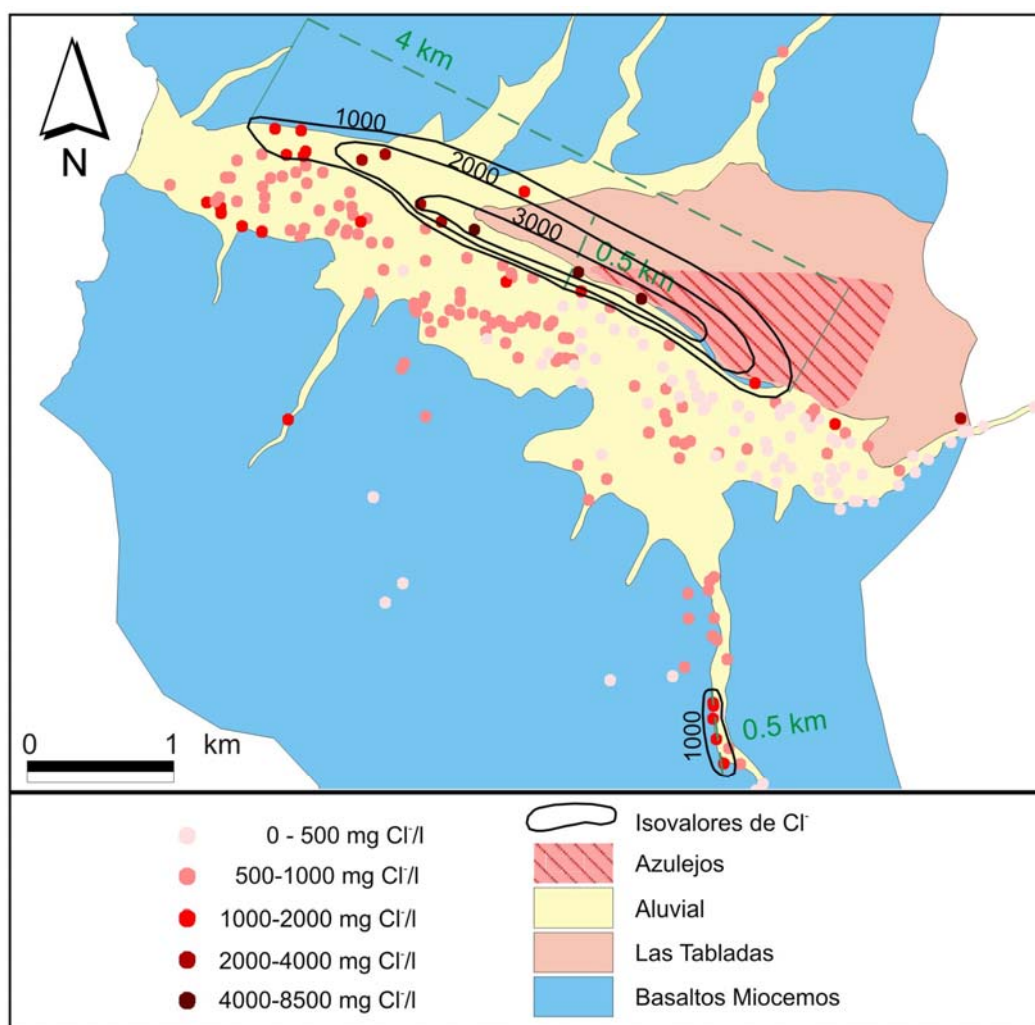 4 km
1000
2000
3000
N
0.5 km
1000
0.5 km
0 1 km
0 - 500 mg Cl⁻/l
500-1000 mg Cl⁻/l
1000-2000 mg Cl⁻/l
2000-4000 mg Cl⁻/l
4000-8500 mg Cl⁻/l
Isovalores de Cl⁻
Azulejos
Aluvial
Las Tabladas
Basaltos Miocemos